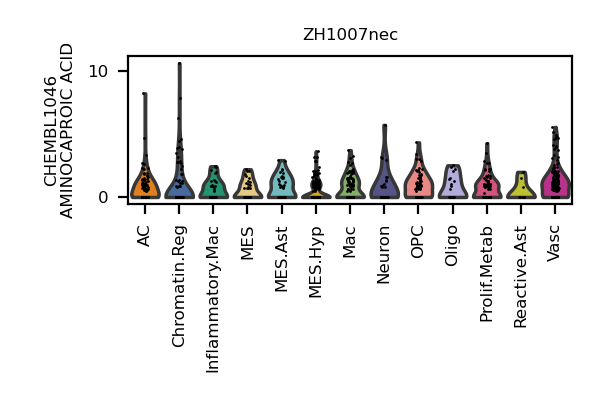 ZH1007nec
CHEMBL1046
AMINOCAPROIC ACID
10
0
AC
Chromatin.Reg
Inflammatory.Mac
MES
MES.Ast
MES.Hyp
Mac
Neuron
OPC
Oligo
Prolif.Metab
Reactive.Ast
Vasc